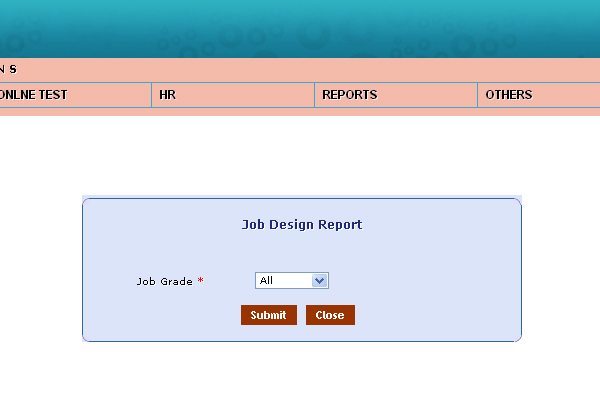 N S
ONLNE TEST HR REPORTS OTHERS
Job Design Report
Job Grade * All
Submit Close